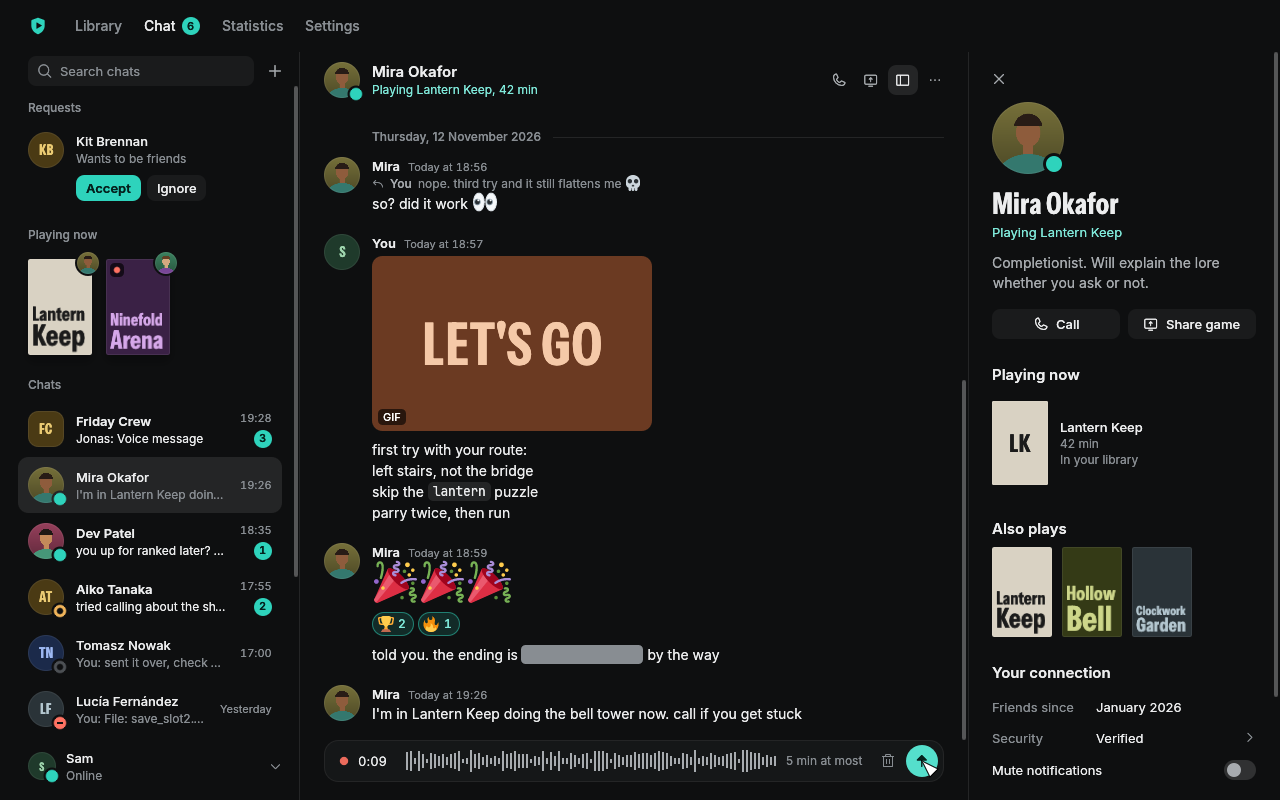 Library
Chat 6
Statistics
Settings
Search chats
Requests
KB
Kit Brennan
Wants to be friends
Accept
Ignore
Playing now
Lantern
Keep
Ninefold
Arena
Chats
FC
Friday Crew
19:28
Jonas: Voice message
3
Mira Okafor
19:26
I'm in Lantern Keep doin...
Dev Patel
18:35
you up for ranked later? ...
1
AT
Aiko Tanaka
17:55
tried calling about the sh...
2
TN
Tomasz Nowak
17:00
You: sent it over, check ...
LF
Lucía Fernández
Yesterday
You: File: save_slot2....
S
Sam
Online
Mira Okafor
Playing Lantern Keep, 42 min
Thursday, 12 November 2026
Mira Today at 18:56
You nope. third try and it still flattens me 💀
so? did it work 👀
S
You Today at 18:57
LET'S GO
GIF
first try with your route:
left stairs, not the bridge
skip the lantern puzzle
parry twice, then run
Mira Today at 18:59
🎉🎉🎉
🏆 2 🔥 1
told you. the ending is by the way
Mira Today at 19:26
I'm in Lantern Keep doing the bell tower now. call if you get stuck
0:09
5 min at most
Mira Okafor
Playing Lantern Keep
Completionist. Will explain the lore
whether you ask or not.
Call
Share game
Playing now
LK
Lantern Keep
42 min
In your library
Also plays
Lantern
Keep
Hollow
Bell
Clockwork
Garden
Your connection
Friends since January 2026
Security Verified
Mute notifications